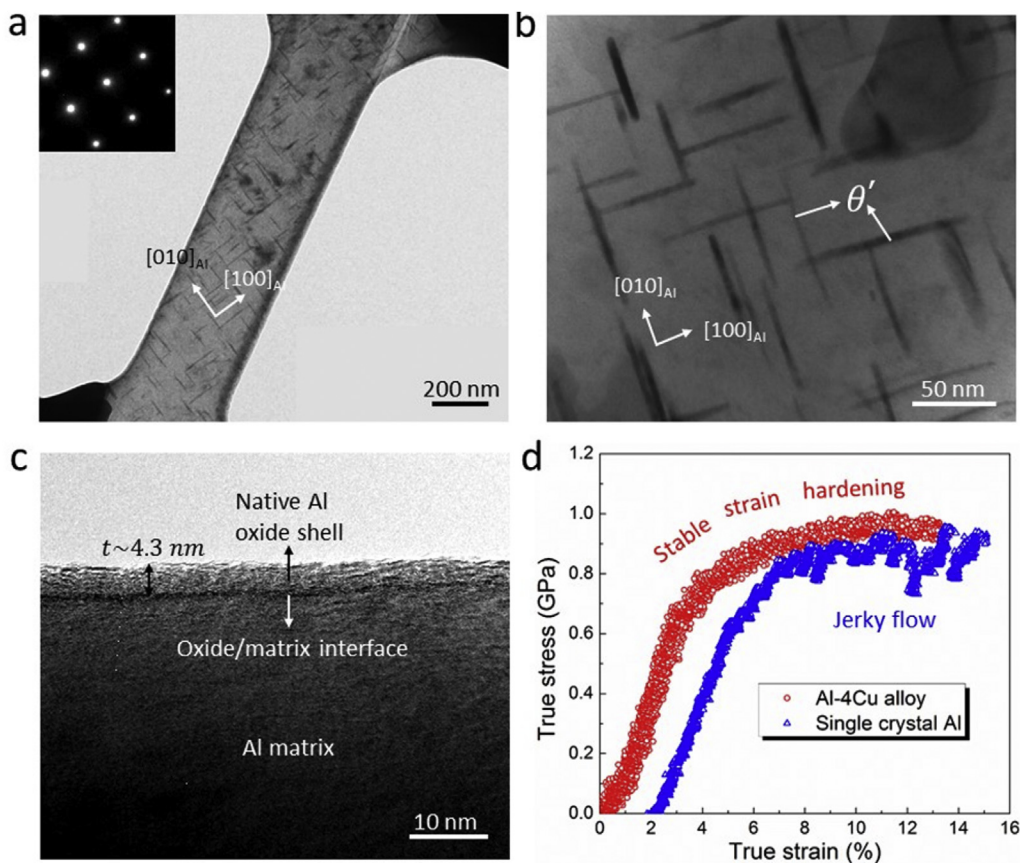 a
[010]Al
[100]Al
200 nm
b
θ′
[010]Al
[100]Al
50 nm
c
Native Al
oxide shell
t~4.3 nm
Oxide/matrix interface
Al matrix
10 nm
d
1.2
1.0
0.8
0.6
0.4
0.2
0.0
True stress (GPa)
Stable strain hardening
Jerky flow
Al-4Cu alloy
Single crystal Al
0 2 4 6 8 10 12 14 16
True strain (%)